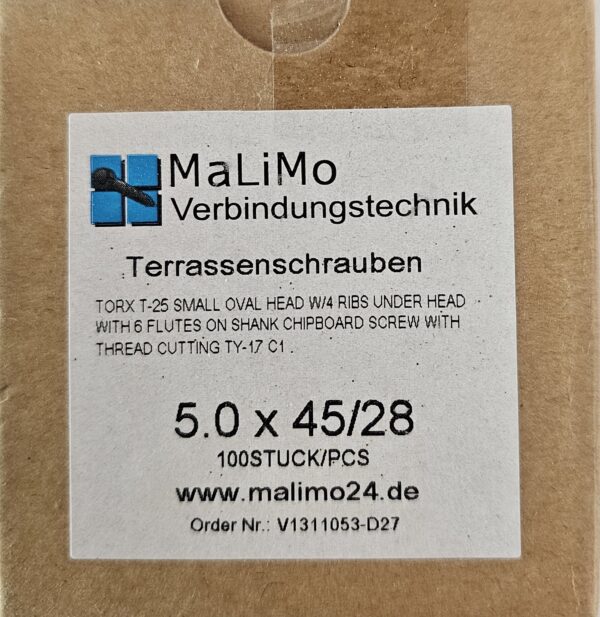 MaLiMo
Verbindungstechnik
Terrassenschrauben
TORX T-25 SMALL OVAL HEAD W/4 RIBS UNDER HEAD
WITH 6 FLUTES ON SHANK CHIPBOARD SCREW WITH
THREAD CUTTING TY-17 C1 .
5.0 x 45/28
100STUCK/PCS
www.malimo24.de
Order Nr.: V1311053-D27